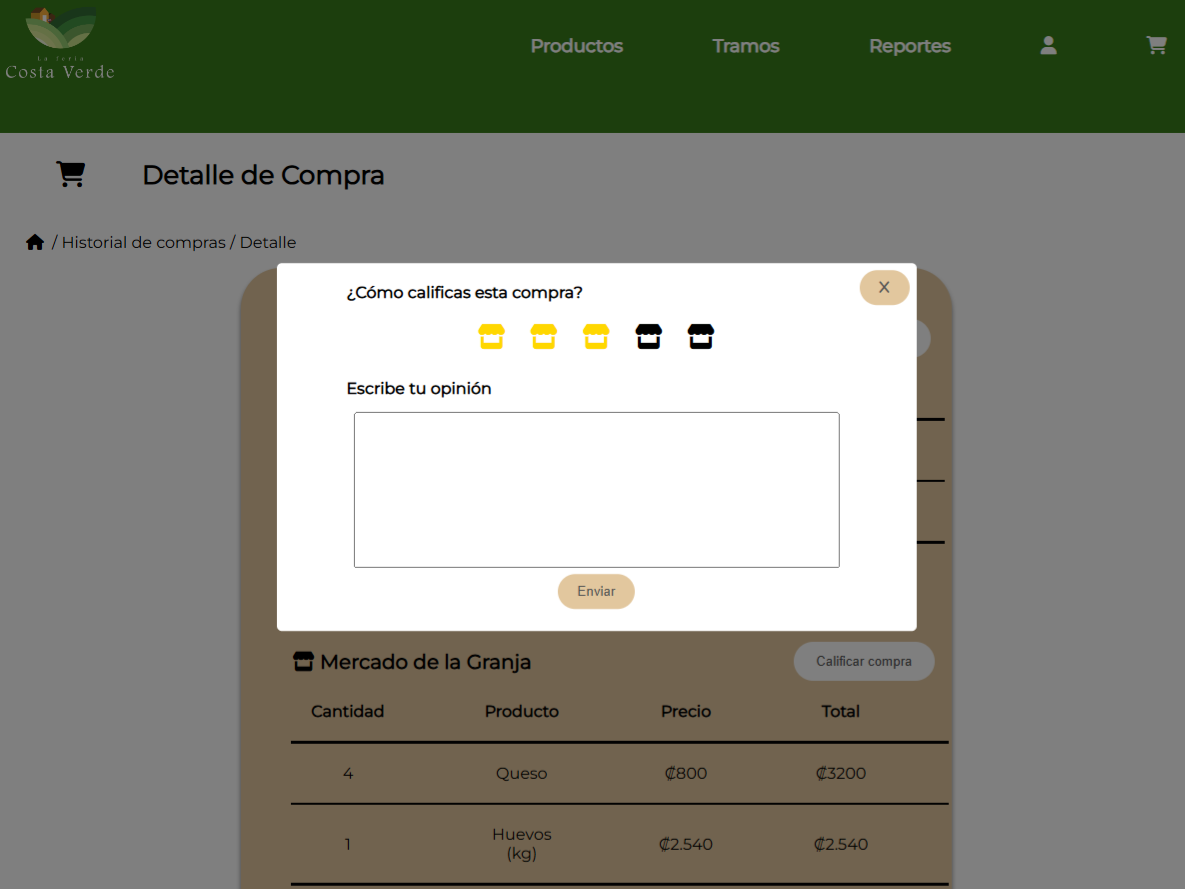 La feria
Costa Verde
Productos
Tramos
Reportes
Detalle de Compra
/ Historial de compras / Detalle
¿Cómo calificas esta compra?
X
Escribe tu opinión
Enviar
Mercado de la Granja
Calificar compra
Cantidad Producto Precio Total
4 Queso ₡800 ₡3200
1 Huevos (kg) ₡2.540 ₡2.540